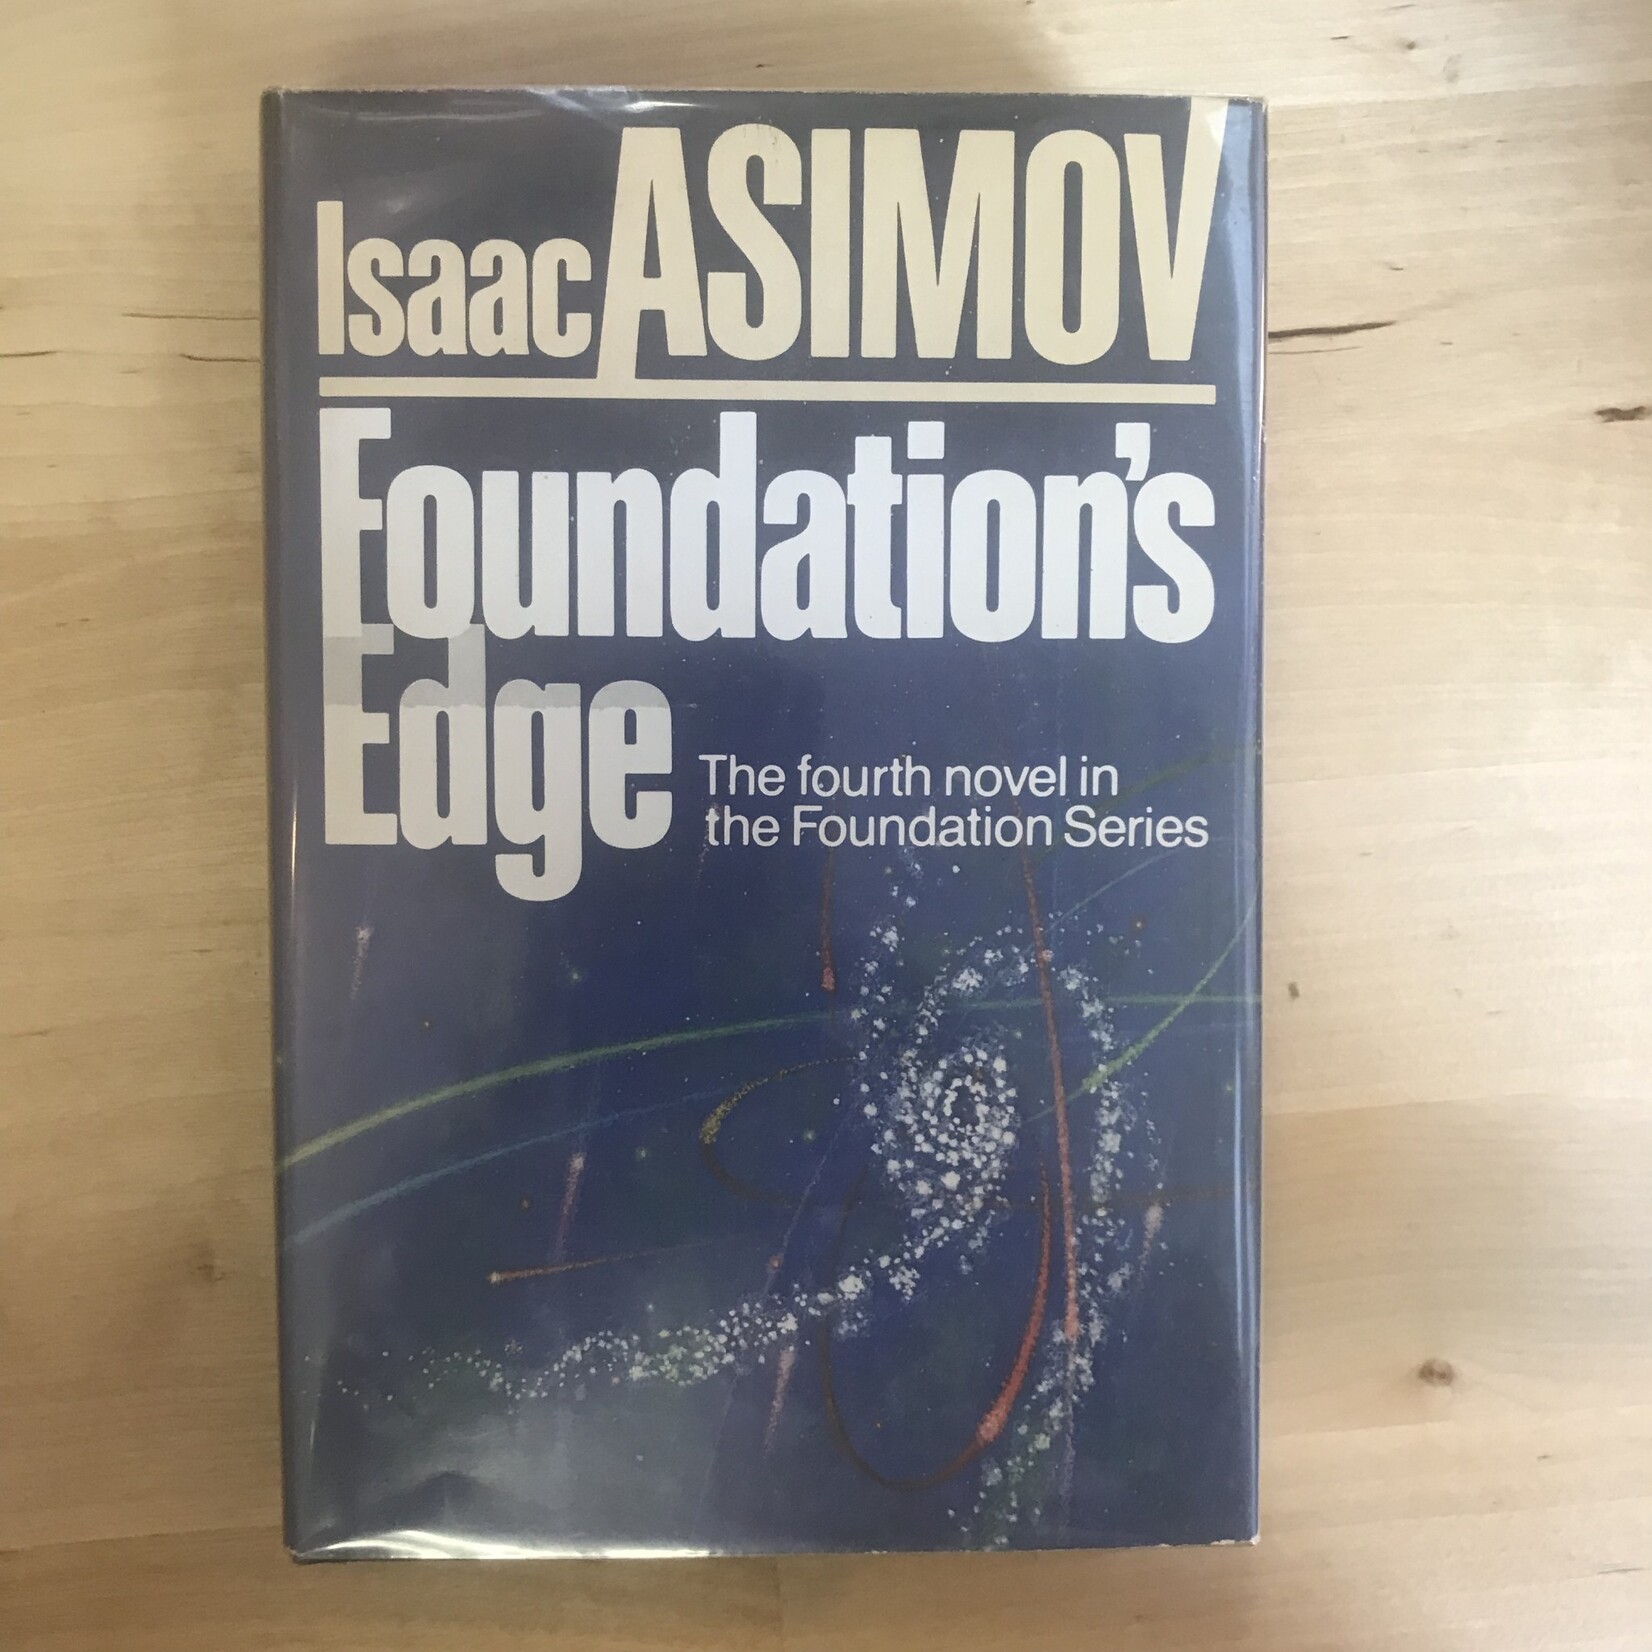 Isaac ASIMOV
Foundation's
Edge
The fourth novel in
the Foundation Series